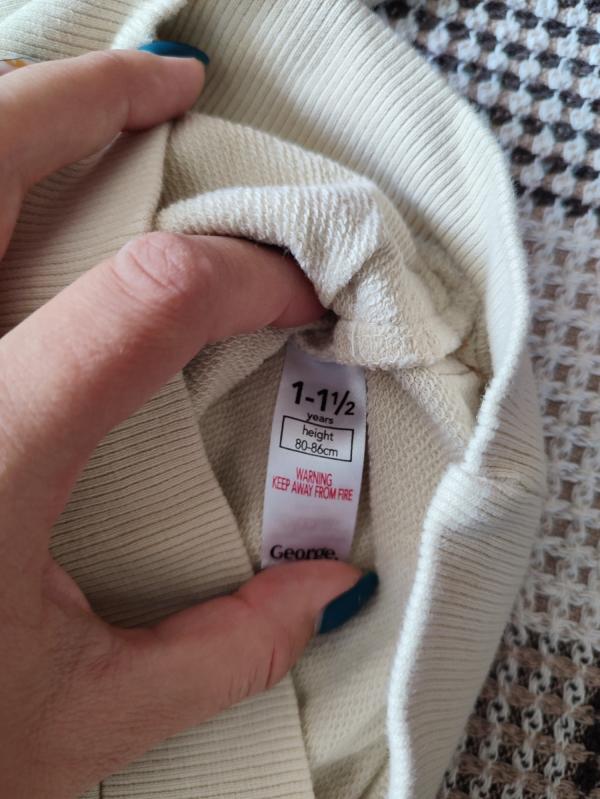 1-1½
years
height
80-86cm
WARNING
KEEP AWAY FROM FIRE
George.